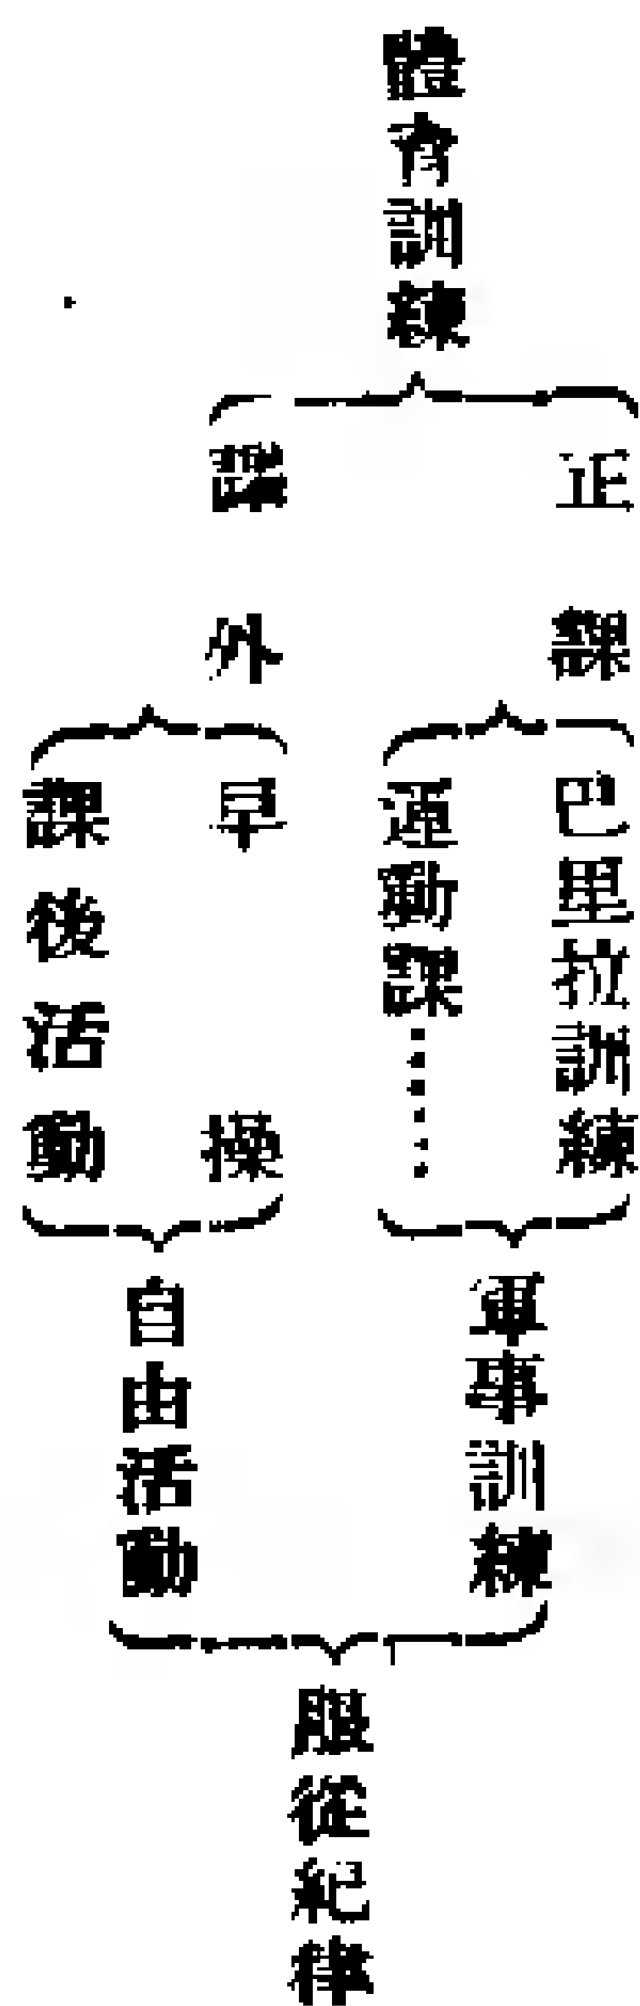 體育訓練
正課
課外
巴里拉訓練
運動課……
早操
課後活動
軍事訓練
自由活動
服從紀律